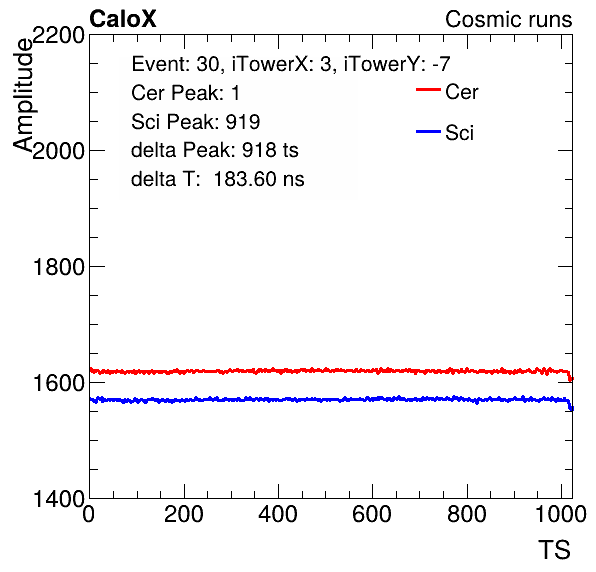 CaloX Cosmic runs
Amplitude
2200
2000
1800
1600
1400
Event: 30, iTowerX: 3, iTowerY: -7
Cer Peak: 1
Sci Peak: 919
delta Peak: 918 ts
delta T: 183.60 ns
Cer
Sci
0 200 400 600 800 1000
TS